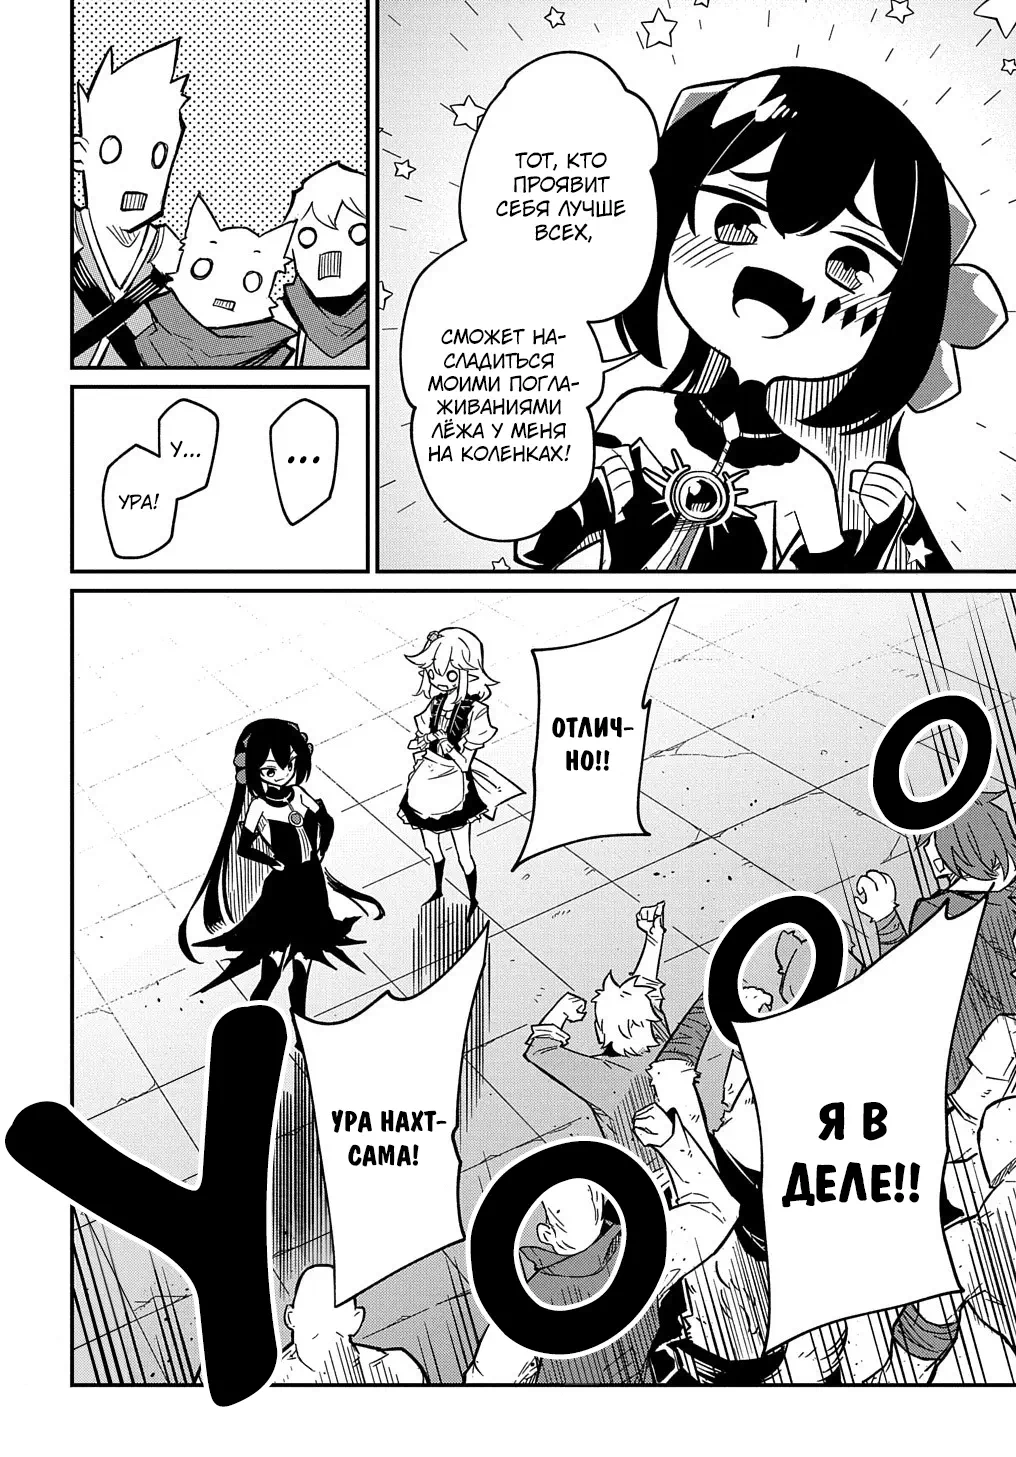 ТОТ, КТО
ПРОЯВИТ
СЕБЯ ЛУЧШЕ
ВСЕХ,
СМОЖЕТ НА-
СЛАДИТЬСЯ
МОИМИ ПОГЛА-
ЖИВАНИЯМИ
ЛЁЖА У МЕНЯ
НА КОЛЕНКАХ!
...
У...
УРА!
ОТЛИЧ-
НО!!
Я В
ДЕЛЕ!!
УРА НАХТ-
САМА!
УООО